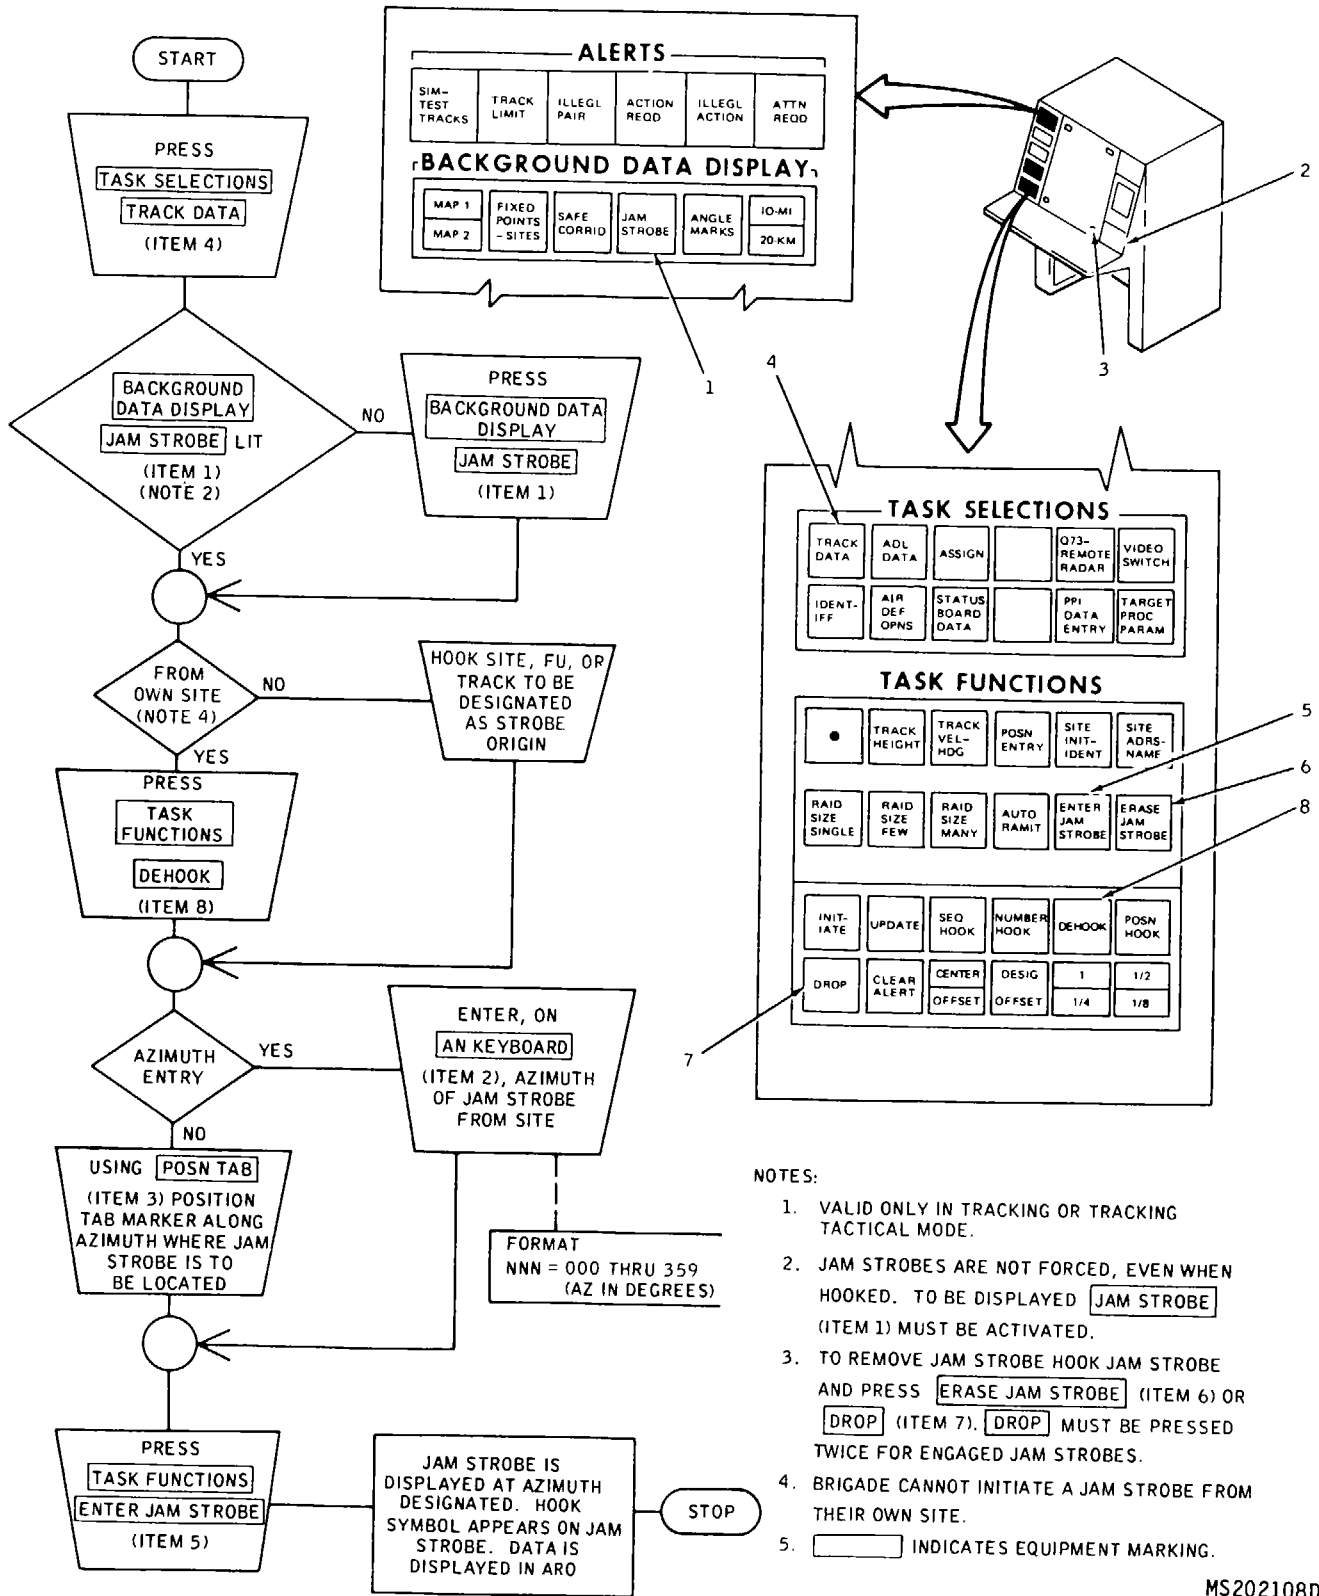 START
PRESS
TASK SELECTIONS
TRACK DATA
(ITEM 4)
BACKGROUND
DATA DISPLAY
JAM STROBE LIT
(ITEM 1)
(NOTE 2)
NO
PRESS
BACKGROUND DATA
DISPLAY
JAM STROBE
(ITEM 1)
YES
FROM
OWN SITE
(NOTE 4)
NO
HOOK SITE, FU, OR
TRACK TO BE
DESIGNATED
AS STROBE
ORIGIN
YES
PRESS
TASK
FUNCTIONS
DEHOOK
(ITEM 8)
AZIMUTH
ENTRY
YES
ENTER, ON
AN KEYBOARD
(ITEM 2), AZIMUTH
OF JAM STROBE
FROM SITE
FORMAT
NNN = 000 THRU 359
(AZ IN DEGREES)
NO
USING POSN TAB
(ITEM 3) POSITION
TAB MARKER ALONG
AZIMUTH WHERE JAM
STROBE IS TO
BE LOCATED
PRESS
TASK FUNCTIONS
ENTER JAM STROBE
(ITEM 5)
JAM STROBE IS
DISPLAYED AT AZIMUTH
DESIGNATED. HOOK
SYMBOL APPEARS ON JAM
STROBE. DATA IS
DISPLAYED IN ARO
STOP
ALERTS
SIM-
TEST
TRACKS
TRACK
LIMIT
ILLEGL
PAIR
ACTION
REQD
ILLEGL
ACTION
ATTN
REQD
BACKGROUND DATA DISPLAY
MAP 1
MAP 2
FIXED
POINTS
-SITES
SAFE
CORRID
JAM
STROBE
ANGLE
MARKS
10-MI
20-KM
1
2
3
4
TASK SELECTIONS
TRACK
DATA
ADL
DATA
ASSIGN
Q73-
REMOTE
RADAR
VIDEO
SWITCH
IDENT-
IFF
AIR
DEF
OPNS
STATUS
BOARD
DATA
PPI
DATA
ENTRY
TARGET
PROC
PARAM
TASK FUNCTIONS
TRACK
HEIGHT
TRACK
VEL-
HDG
POSN
ENTRY
SITE
INIT-
IDENT
SITE
ADRS-
NAME
RAID
SIZE
SINGLE
RAID
SIZE
FEW
RAID
SIZE
MANY
AUTO
RAMIT
ENTER
JAM
STROBE
ERASE
JAM
STROBE
INIT-
IATE
UPDATE
SEQ
HOOK
NUMBER
HOOK
DEHOOK
POSN
HOOK
DROP
CLEAR
ALERT
CENTER
OFFSET
DESIG
OFFSET
1
1/4
1/2
1/8
5
6
8
7
NOTES:
1. VALID ONLY IN TRACKING OR TRACKING
TACTICAL MODE.
2. JAM STROBES ARE NOT FORCED, EVEN WHEN
HOOKED. TO BE DISPLAYED JAM STROBE
(ITEM 1) MUST BE ACTIVATED.
3. TO REMOVE JAM STROBE HOOK JAM STROBE
AND PRESS ERASE JAM STROBE (ITEM 6) OR
DROP (ITEM 7). DROP MUST BE PRESSED
TWICE FOR ENGAGED JAM STROBES.
4. BRIGADE CANNOT INITIATE A JAM STROBE FROM
THEIR OWN SITE.
5. INDICATES EQUIPMENT MARKING.
MS202108D